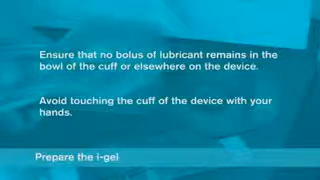 Ensure that no bolus of lubricant remains in the
bowl of the cuff or elsewhere on the device.
Avoid touching the cuff of the device with your
hands.
Prepare the i-gel